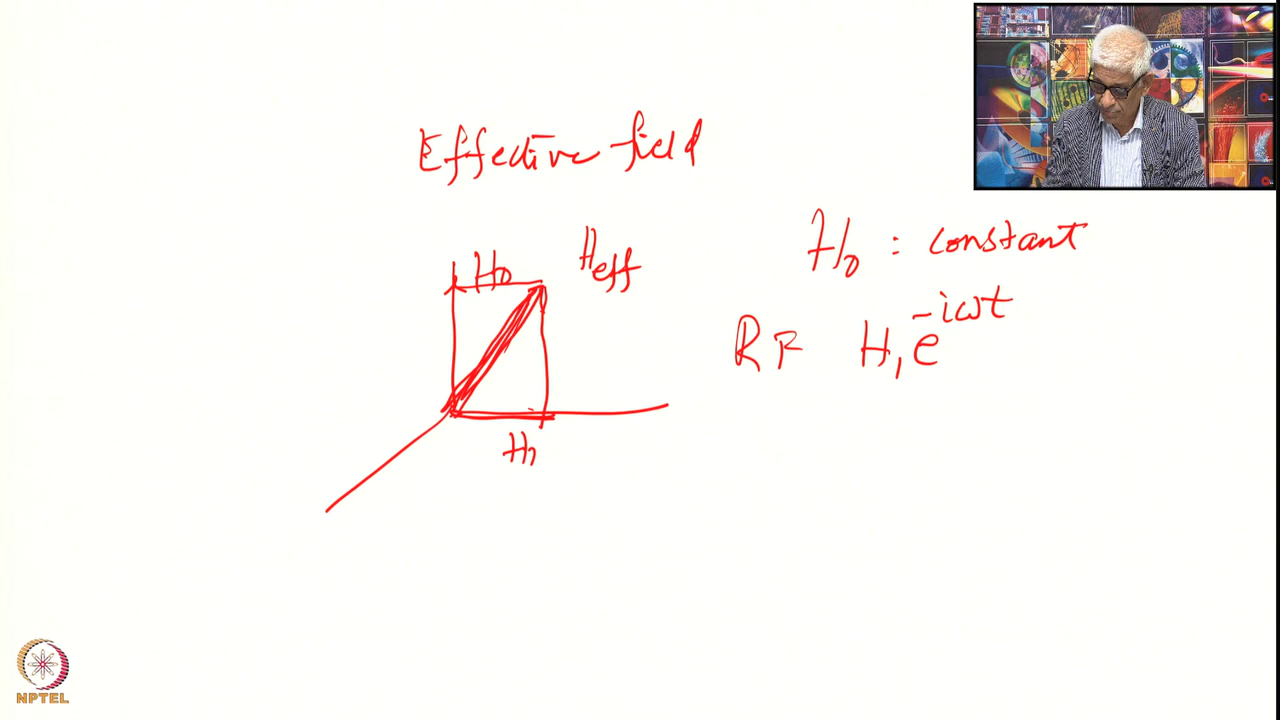 Effective field
H₀ : constant
H₀
Heff
RF H₁e^-iωt
H₁
NPTEL